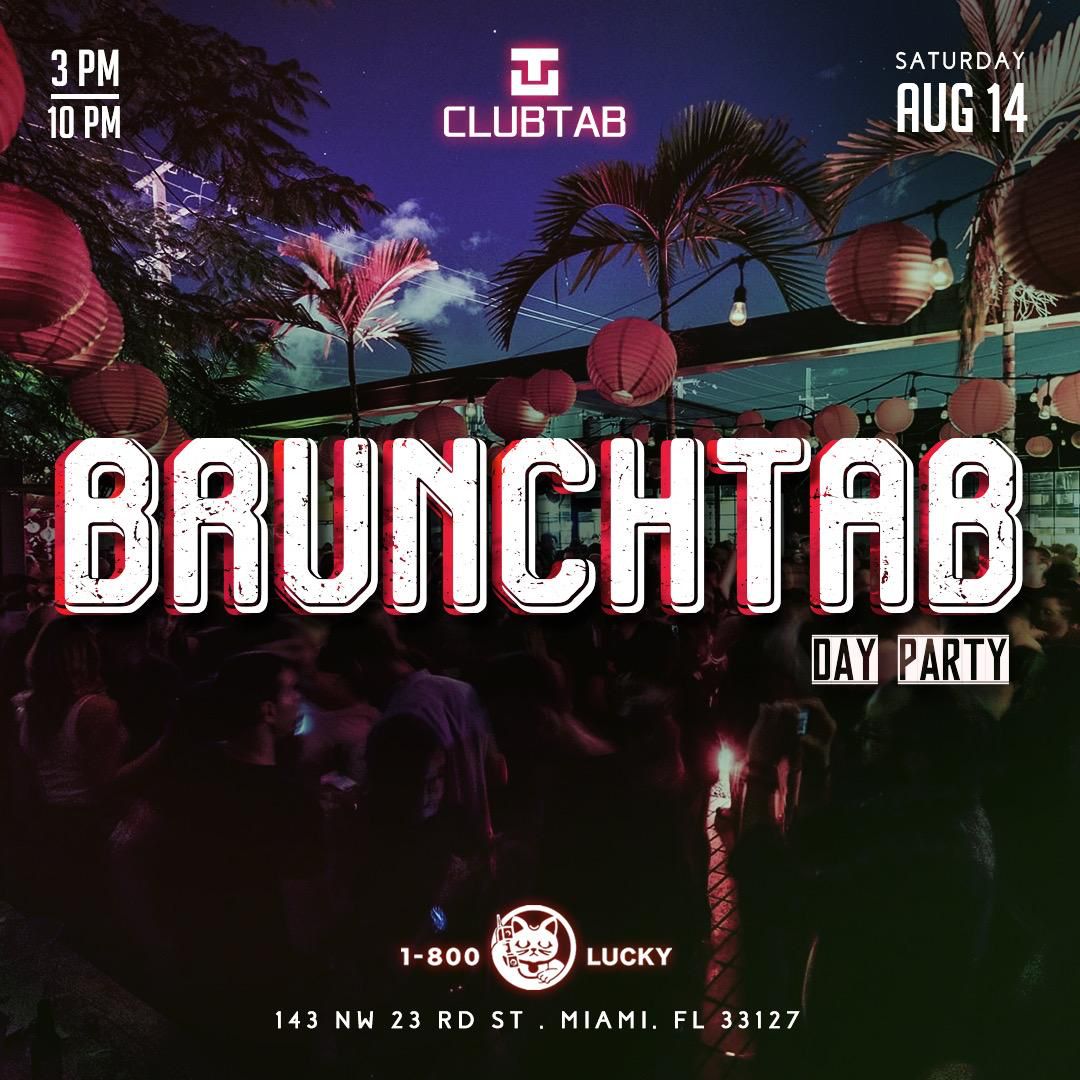 3 PM
10 PM
CLUBTAB
SATURDAY
AUG 14
BRUNCHTAB
DAY PARTY
1-800 LUCKY
143 NW 23 RD ST . MIAMI. FL 33127